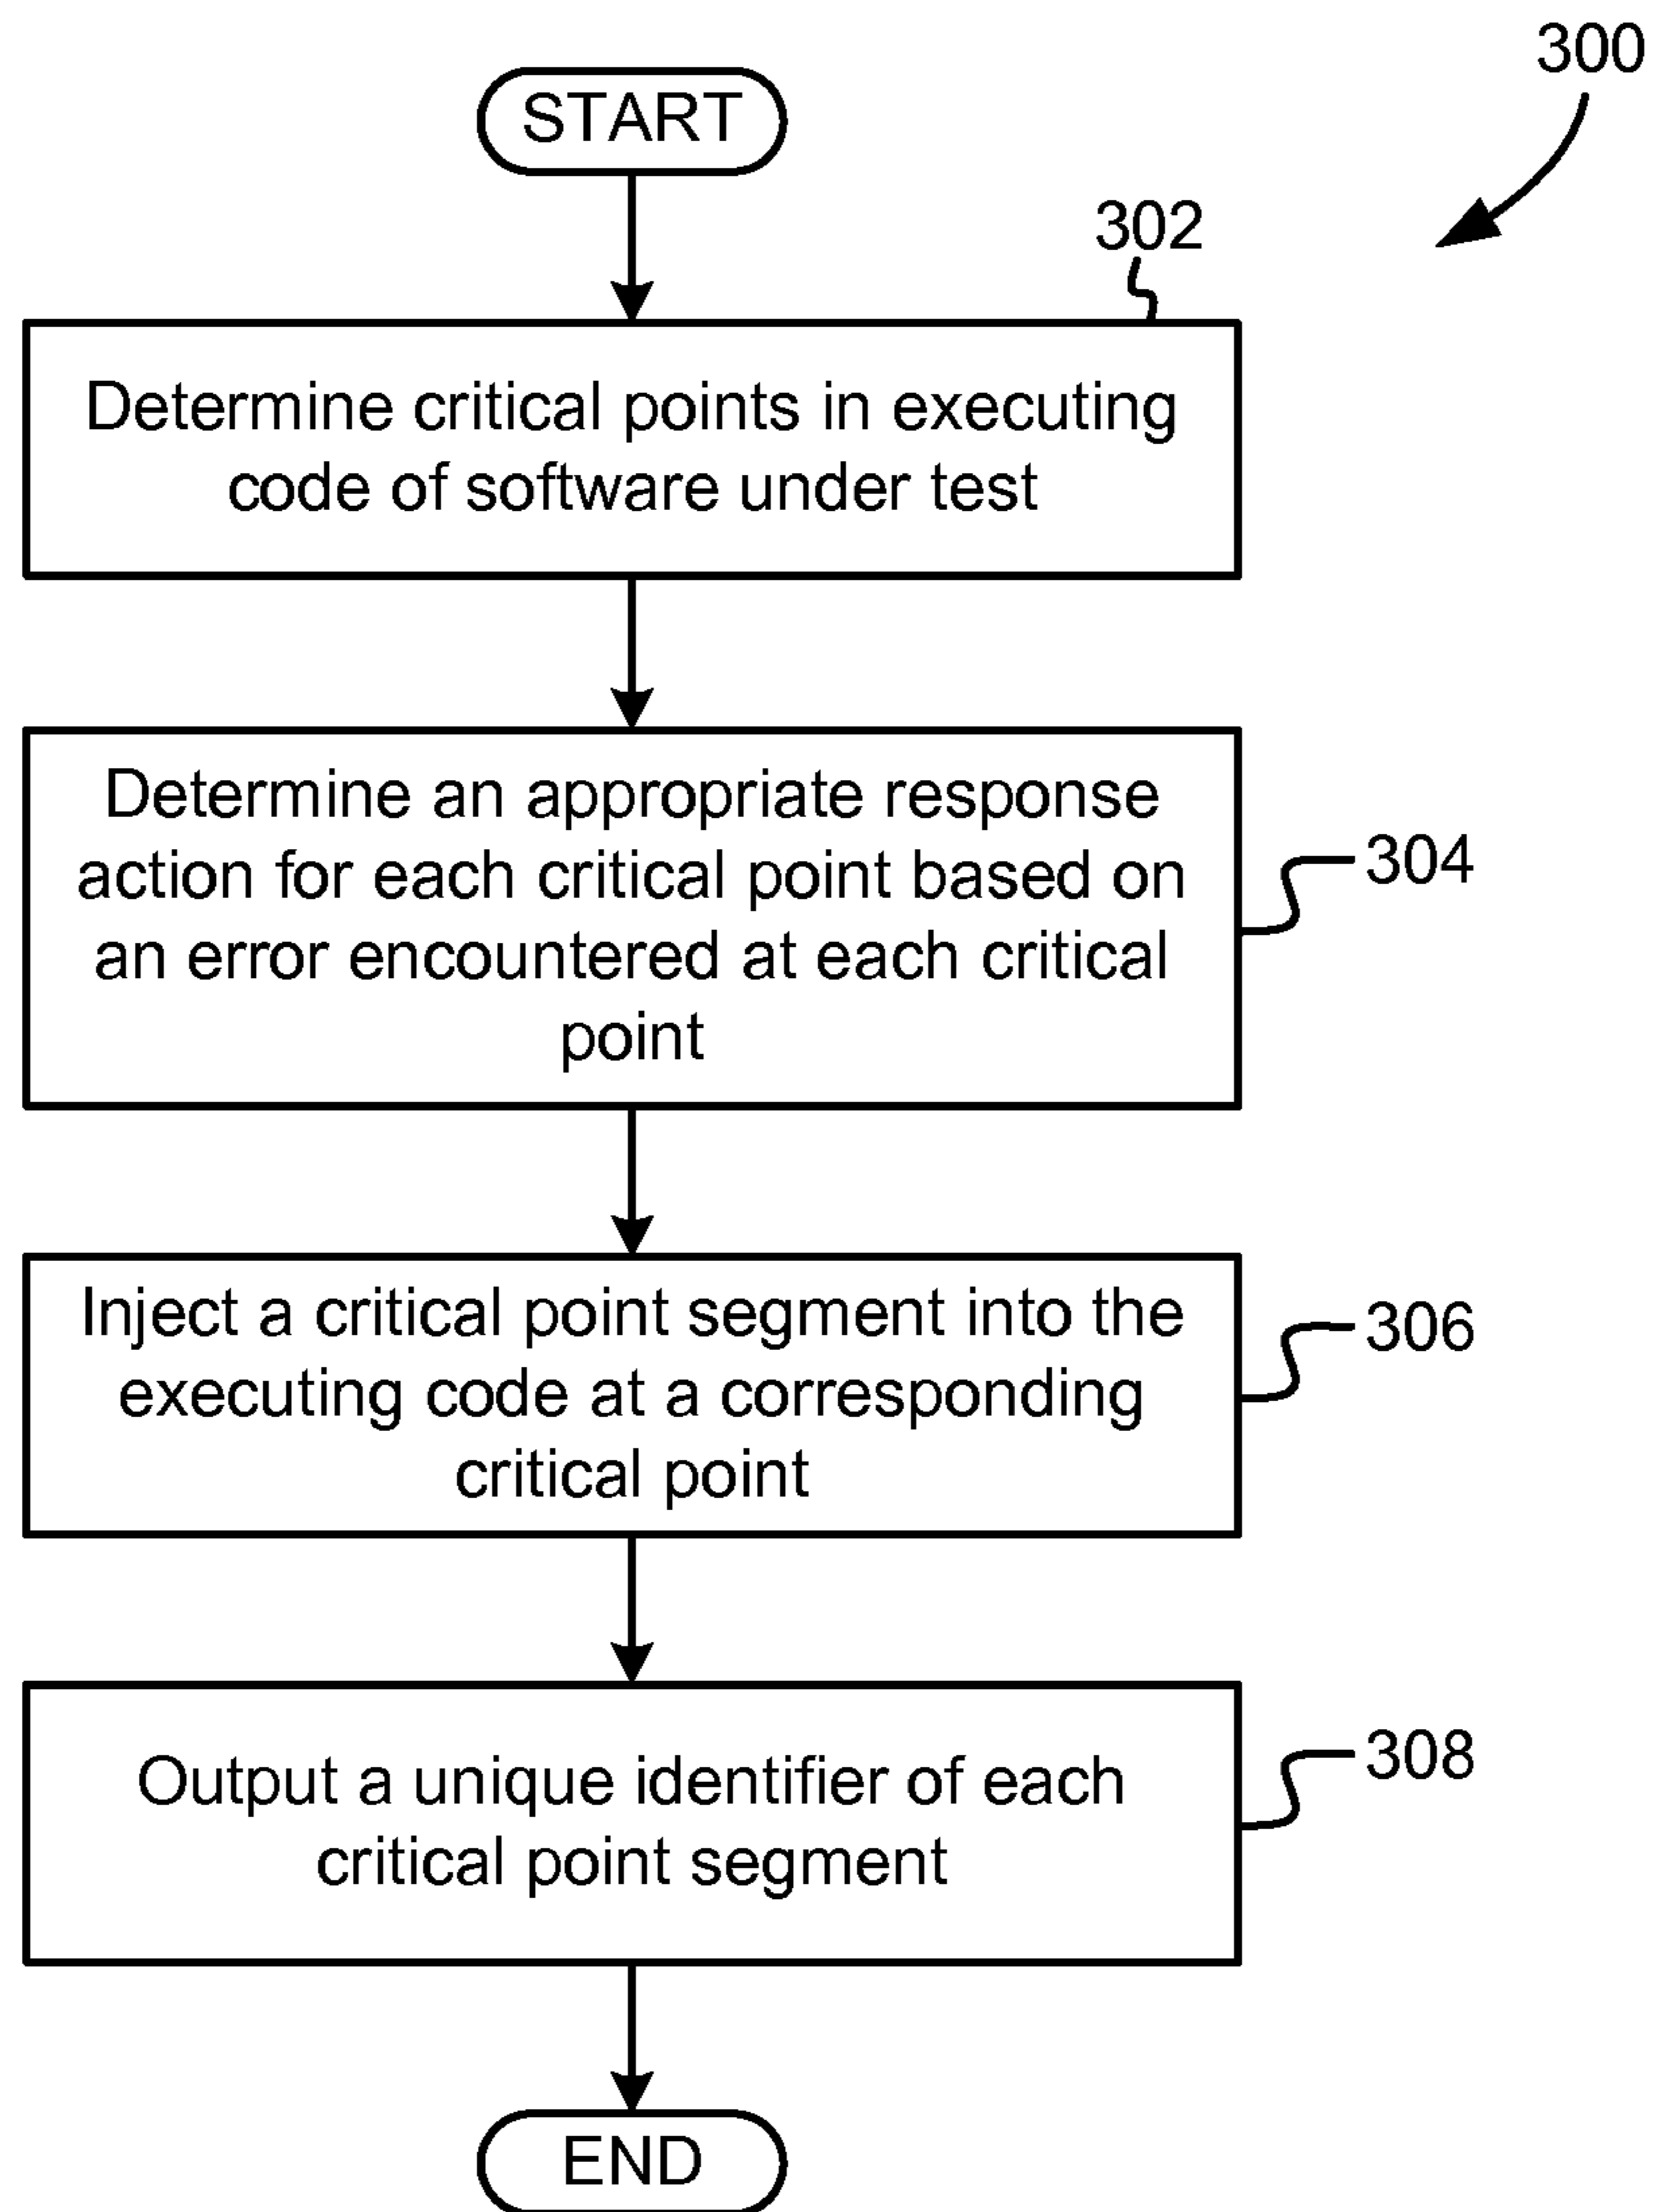 300
START
302
Determine critical points in executing
code of software under test
Determine an appropriate response
action for each critical point based on
an error encountered at each critical
point
304
Inject a critical point segment into the
executing code at a corresponding
critical point
306
Output a unique identifier of each
critical point segment
308
END